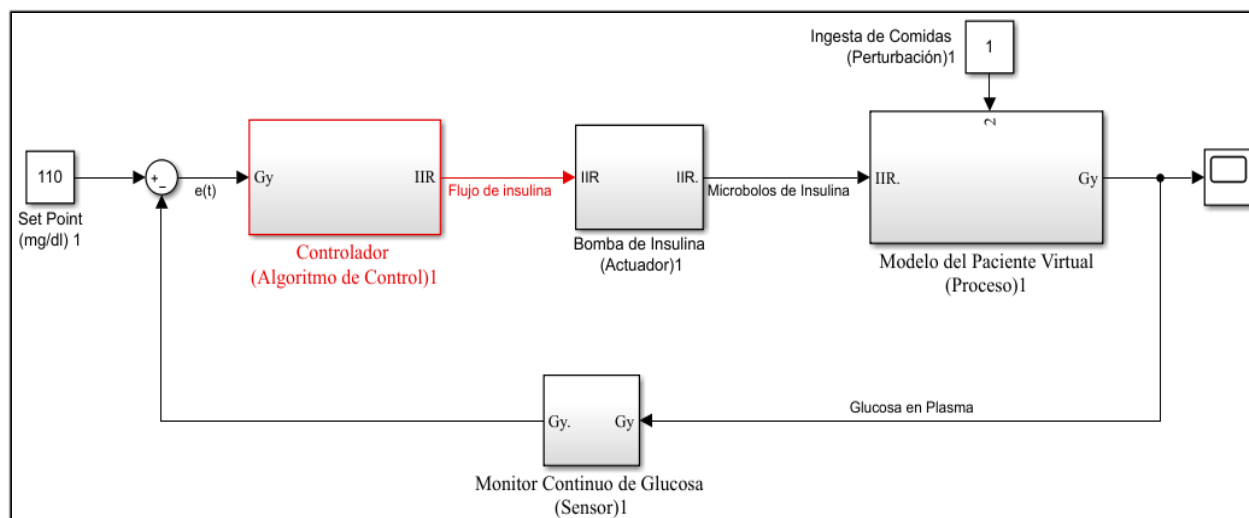 Ingesta de Comidas
(Perturbación)1
1
2
110
Set Point
(mg/dl) 1
+
−
e(t)
Gy
IIR
Controlador
(Algoritmo de Control)1
Flujo de insulina
IIR
IIR.
Bomba de Insulina
(Actuador)1
Microbolos de Insulina
IIR.
Gy
Modelo del Paciente Virtual
(Proceso)1
Glucosa en Plasma
Gy.
Gy
Monitor Continuo de Glucosa
(Sensor)1